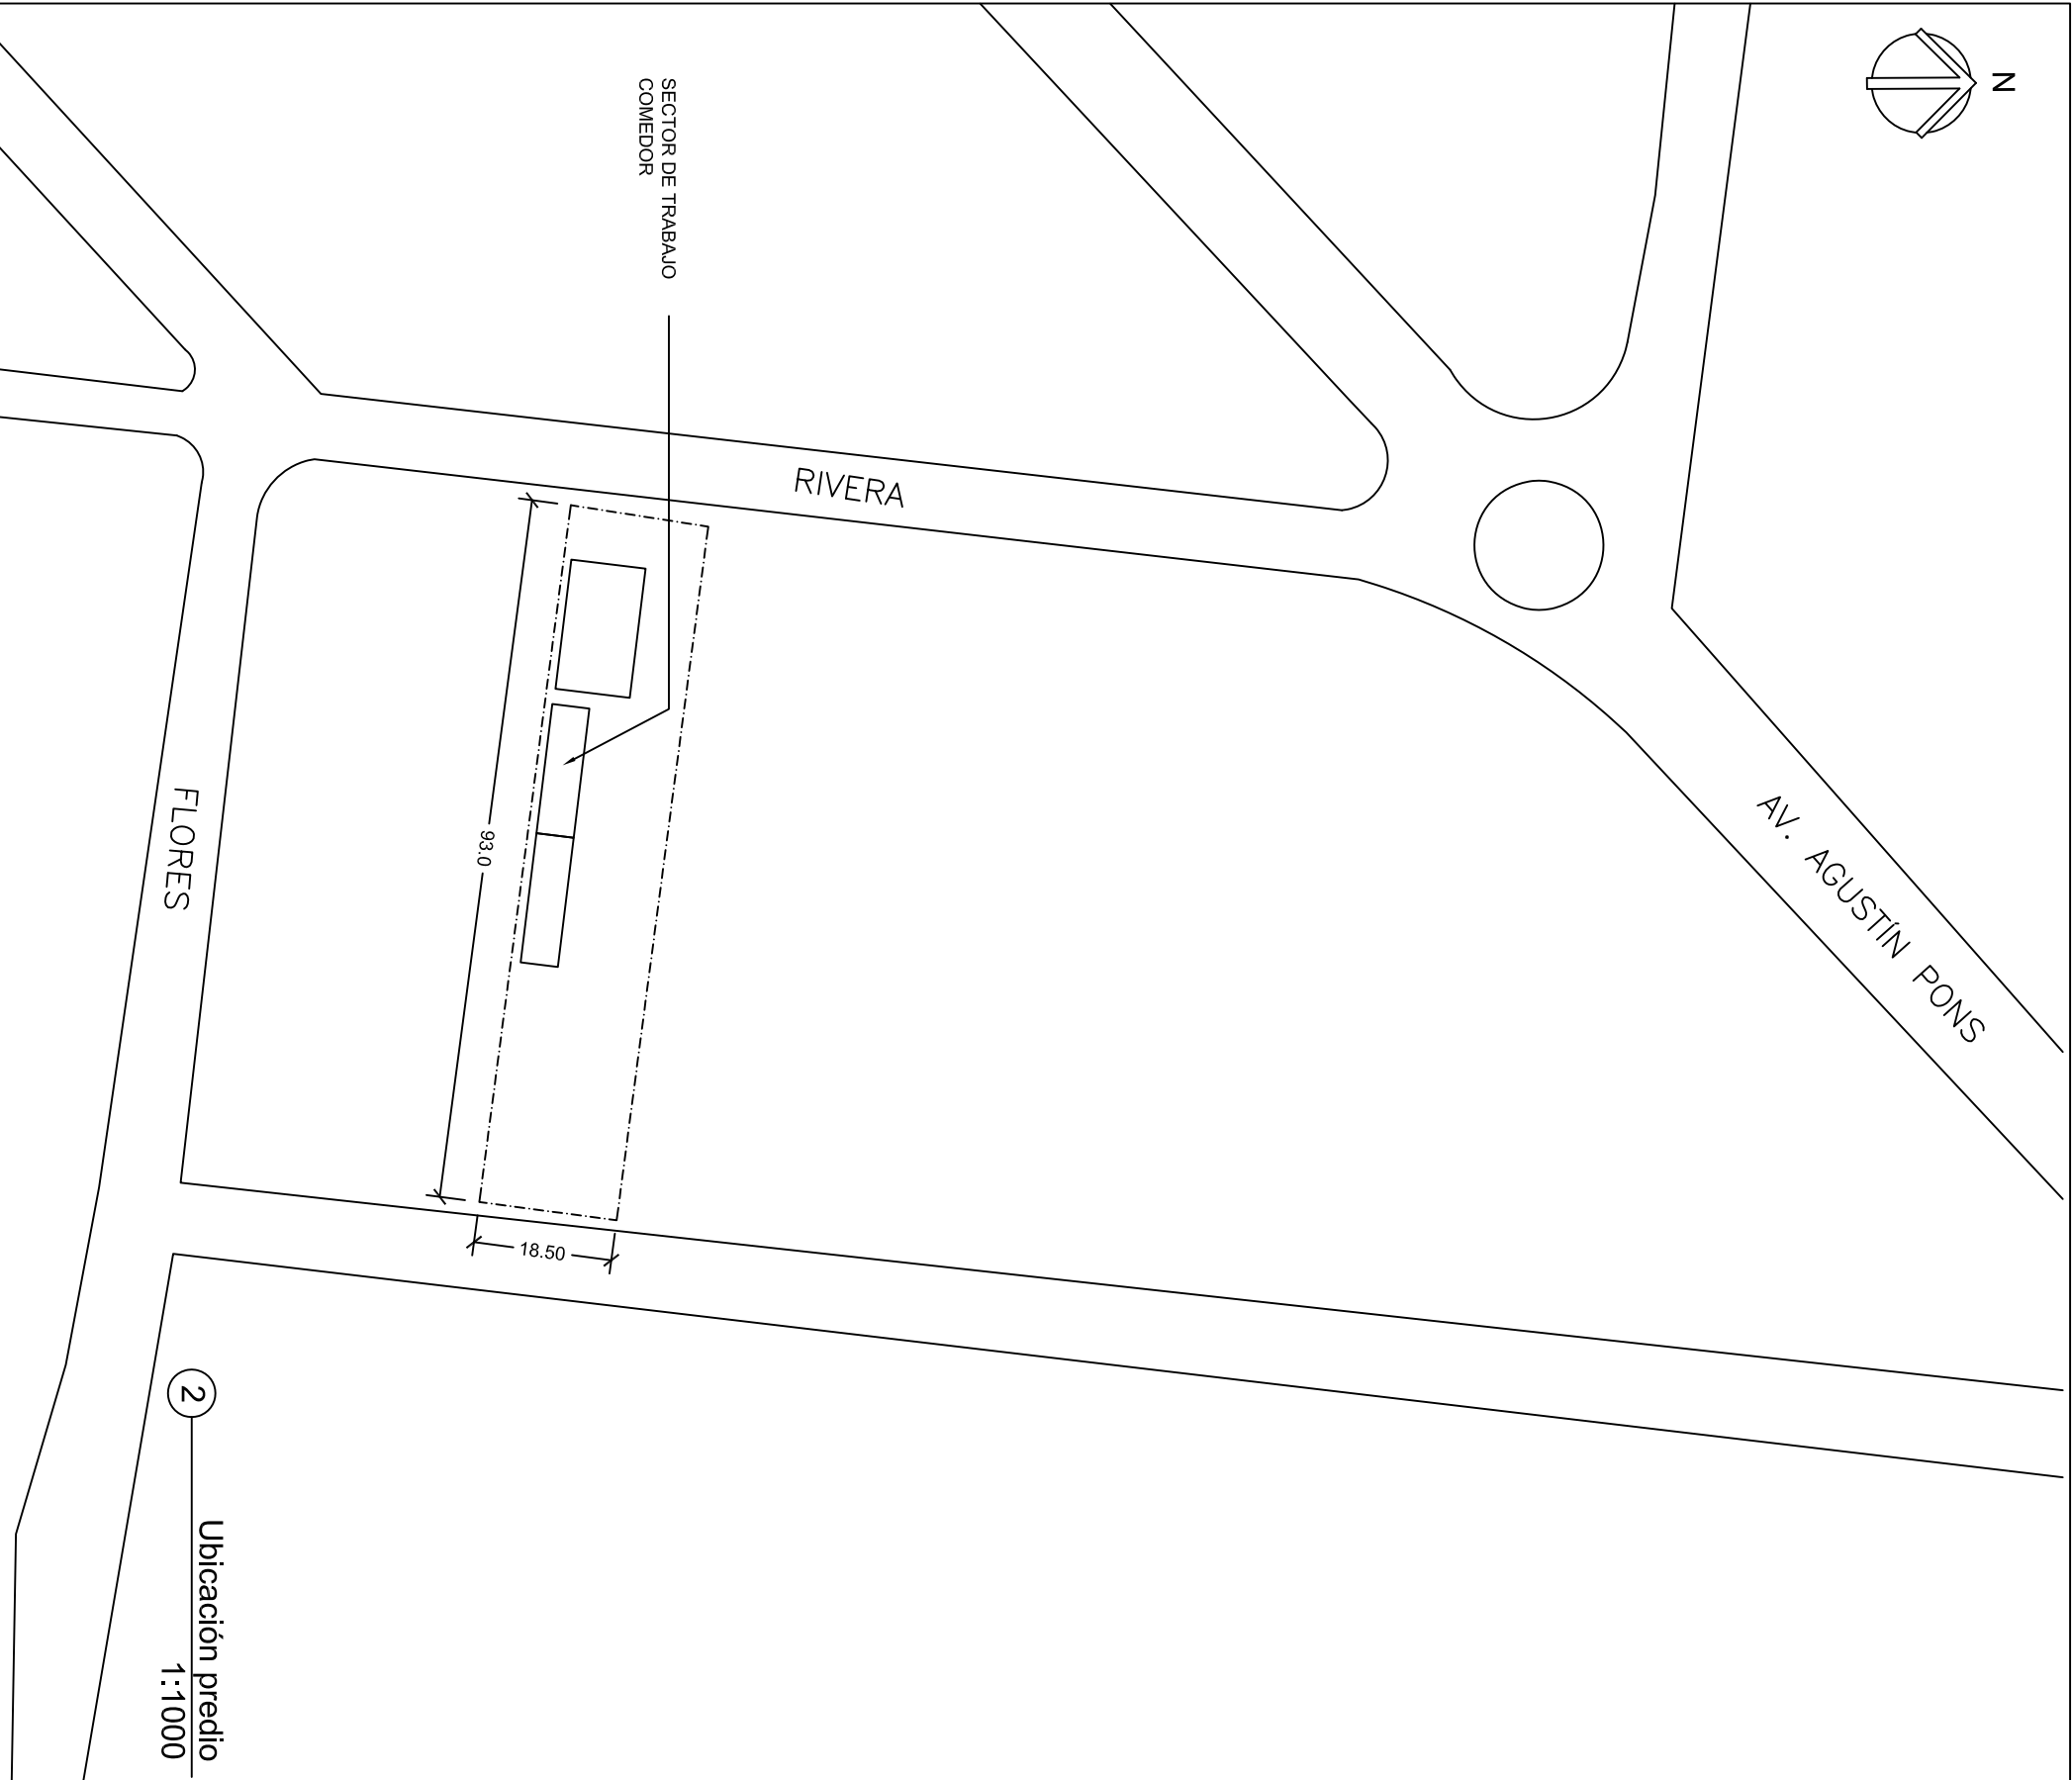 N
SECTOR DE TRABAJO
COMEDOR
RIVERA
AV. AGUSTÍN PONS
FLORES
93.0
18.50
2
Ubicación predio
1:1000